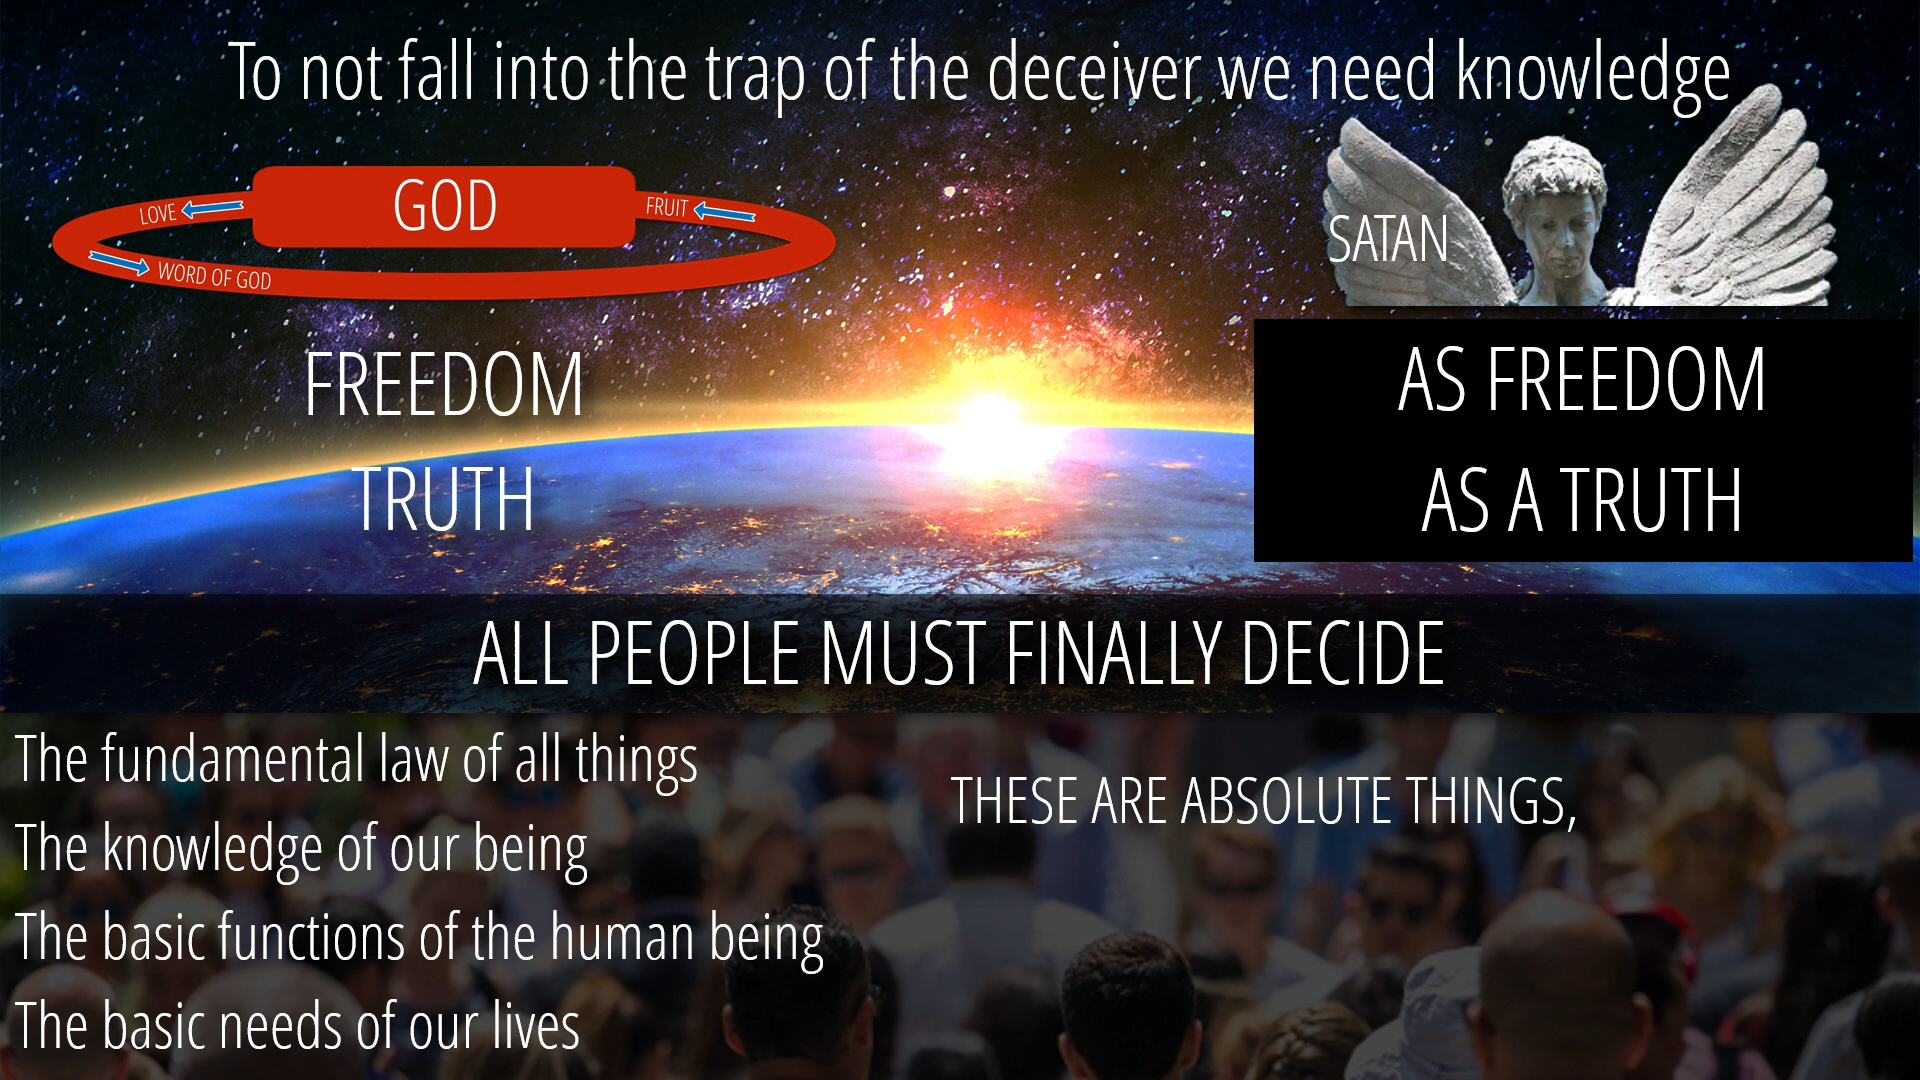 To not fall into the trap of the deceiver we need knowledge
GOD
LOVE
FRUIT
WORD OF GOD
SATAN
FREEDOM
TRUTH
AS FREEDOM
AS A TRUTH
ALL PEOPLE MUST FINALLY DECIDE
The fundamental law of all things
The knowledge of our being
The basic functions of the human being
The basic needs of our lives
THESE ARE ABSOLUTE THINGS,